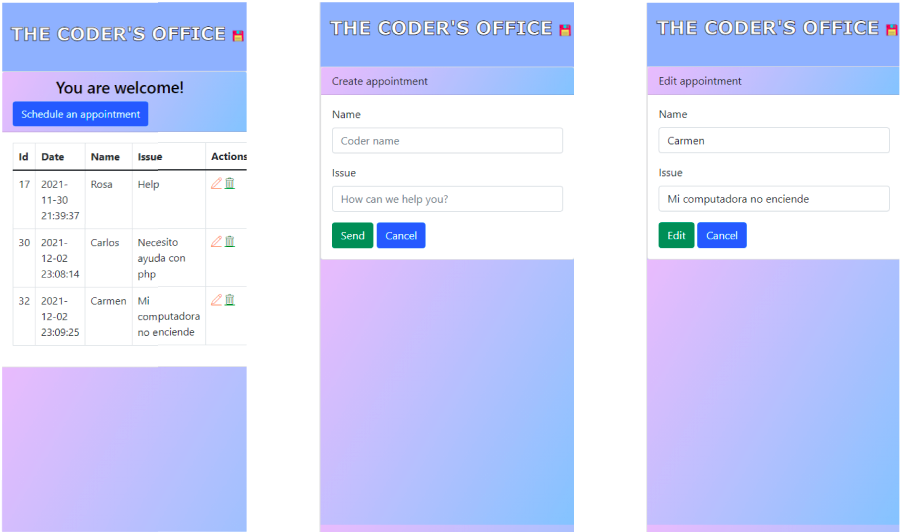 THE CODER'S OFFICE
You are welcome!
Schedule an appointment
Id Date Name Issue Actions
17 2021- Rosa Help
11-30
21:39:37
30 2021- Carlos Necesito
12-02 ayuda con
23:08:14 php
32 2021- Carmen Mi
12-02 computadora
23:09:25 no enciende
THE CODER'S OFFICE
Create appointment
Name
Coder name
Issue
How can we help you?
Send Cancel
THE CODER'S OFFICE
Edit appointment
Name
Carmen
Issue
Mi computadora no enciende
Edit Cancel